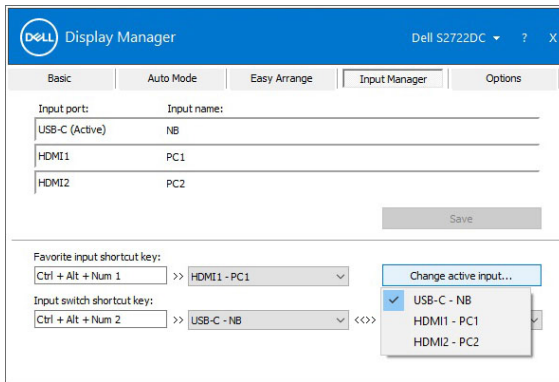 DELL Display Manager Dell S2722DC ? X
Basic Auto Mode Easy Arrange Input Manager Options
Input port: Input name:
USB-C (Active) NB
HDMI1 PC1
HDMI2 PC2
Save
Favorite input shortcut key:
Ctrl + Alt + Num 1 >> HDMI1 - PC1 Change active input...
Input switch shortcut key:
Ctrl + Alt + Num 2 >> USB-C - NB <<>>
USB-C - NB
HDMI1 - PC1
HDMI2 - PC2